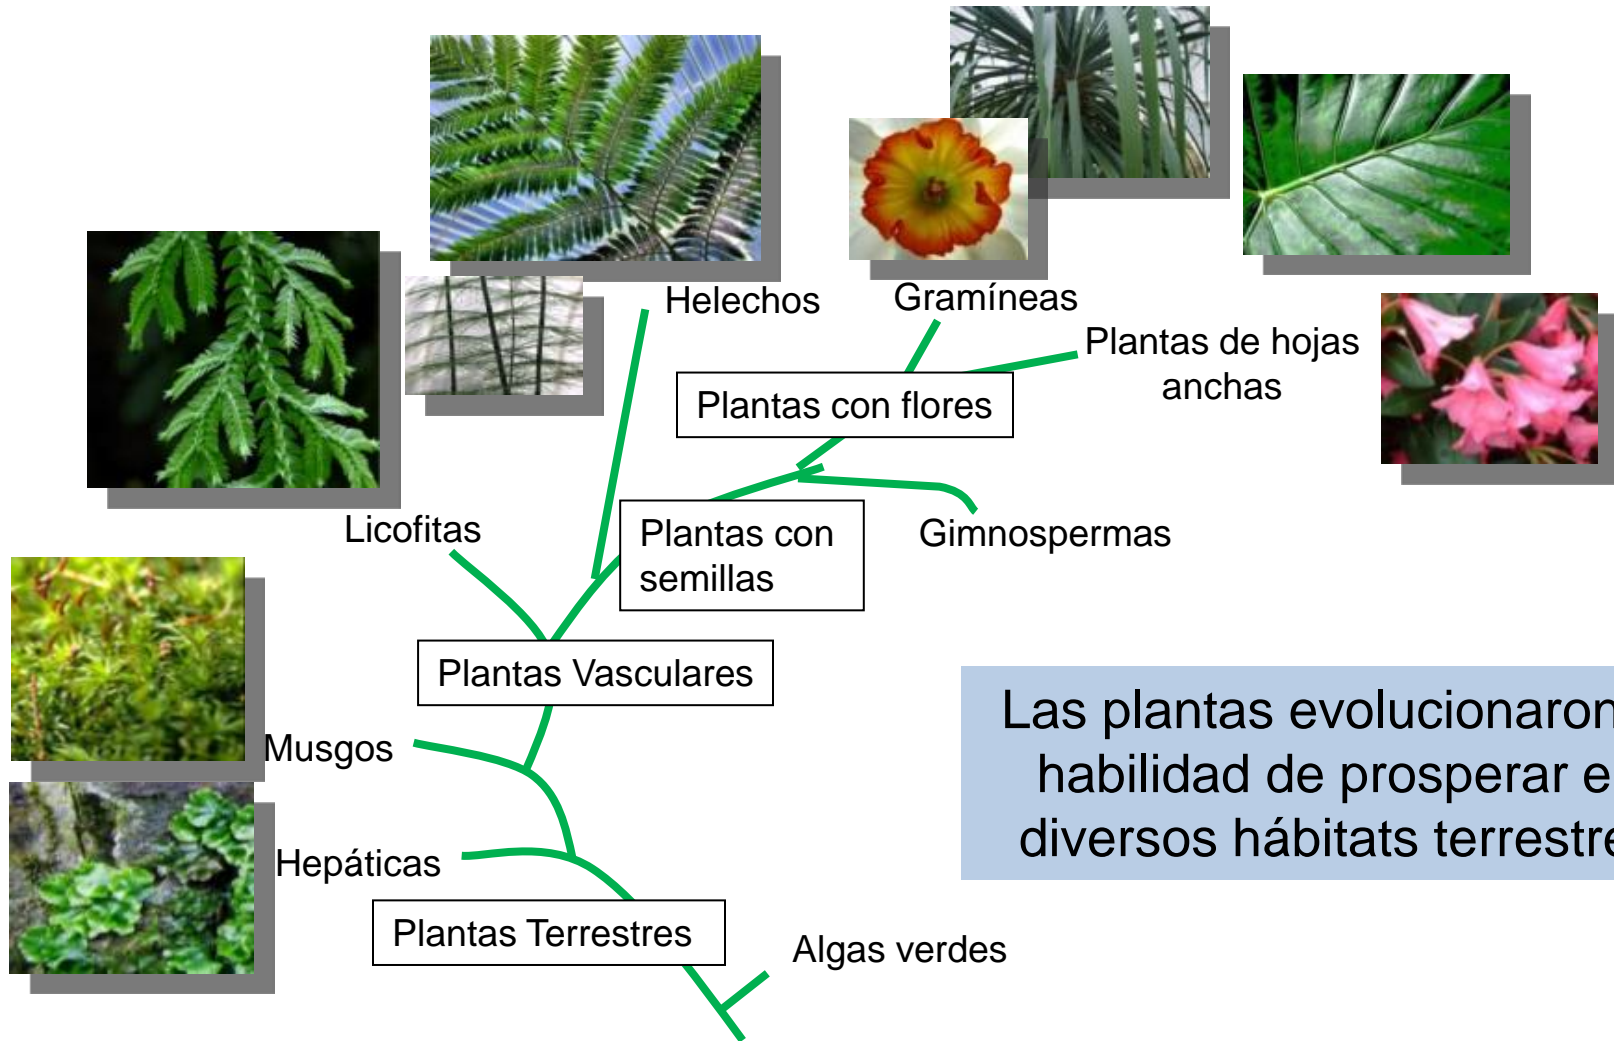 Helechos
Gramíneas
Plantas de hojas
anchas
Plantas con flores
Licofitas
Plantas con
semillas
Gimnospermas
Plantas Vasculares
Las plantas evolucionaron
habilidad de prosperar e
diversos hábitats terrestre
Musgos
Hepáticas
Plantas Terrestres
Algas verdes